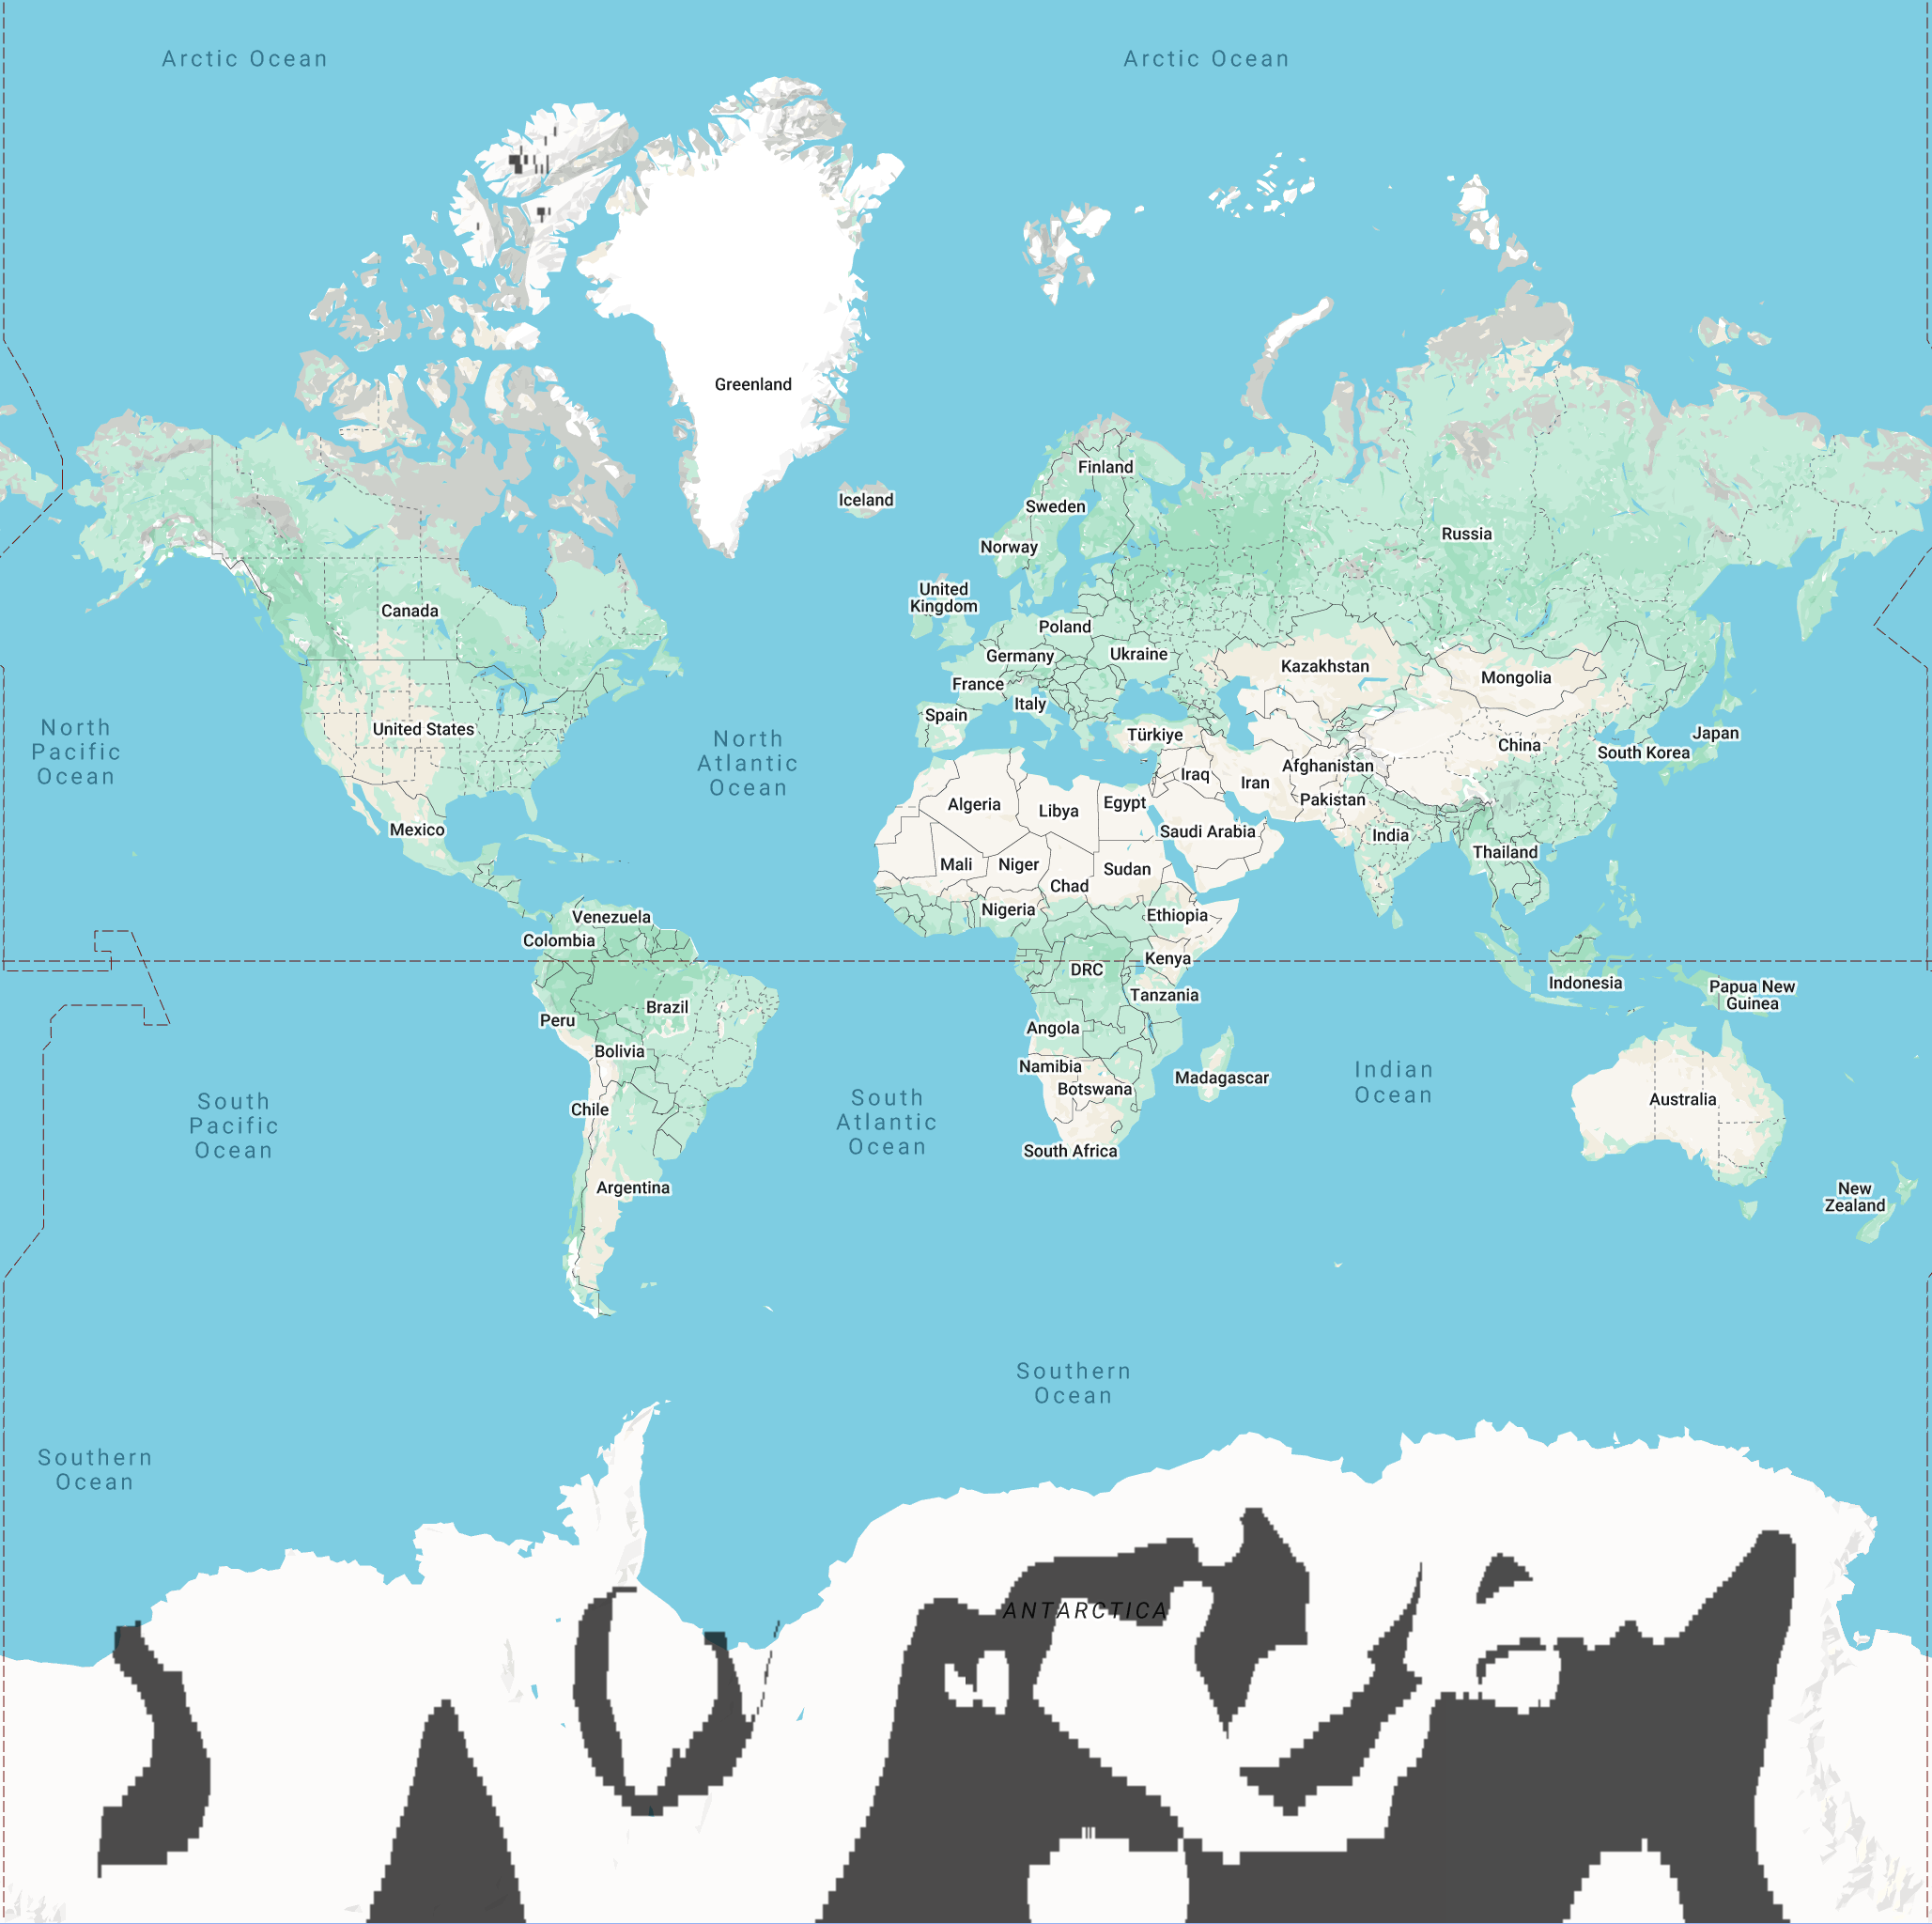 Arctic Ocean
Arctic Ocean
Greenland
Finland
Iceland
Sweden
Russia
Norway
United
Kingdom
Canada
Poland
Ukraine
Germany
Kazakhstan
Mongolia
France
Italy
Spain
North
Pacific
Ocean
United States
North
Atlantic
Ocean
Türkiye
Japan
China
South Korea
Afghanistan
Iraq
Iran
Pakistan
Algeria
Libya
Egypt
Mexico
Saudi Arabia
India
Thailand
Mali
Niger
Sudan
Chad
Nigeria
Ethiopia
Venezuela
Colombia
Kenya
DRC
Indonesia
Papua New
Guinea
Tanzania
Brazil
Peru
Angola
Bolivia
Namibia
Botswana
Madagascar
Indian
Ocean
Australia
Chile
South
Pacific
Ocean
South
Atlantic
Ocean
South Africa
Argentina
New
Zealand
Southern
Ocean
Southern
Ocean
ANTARCTICA